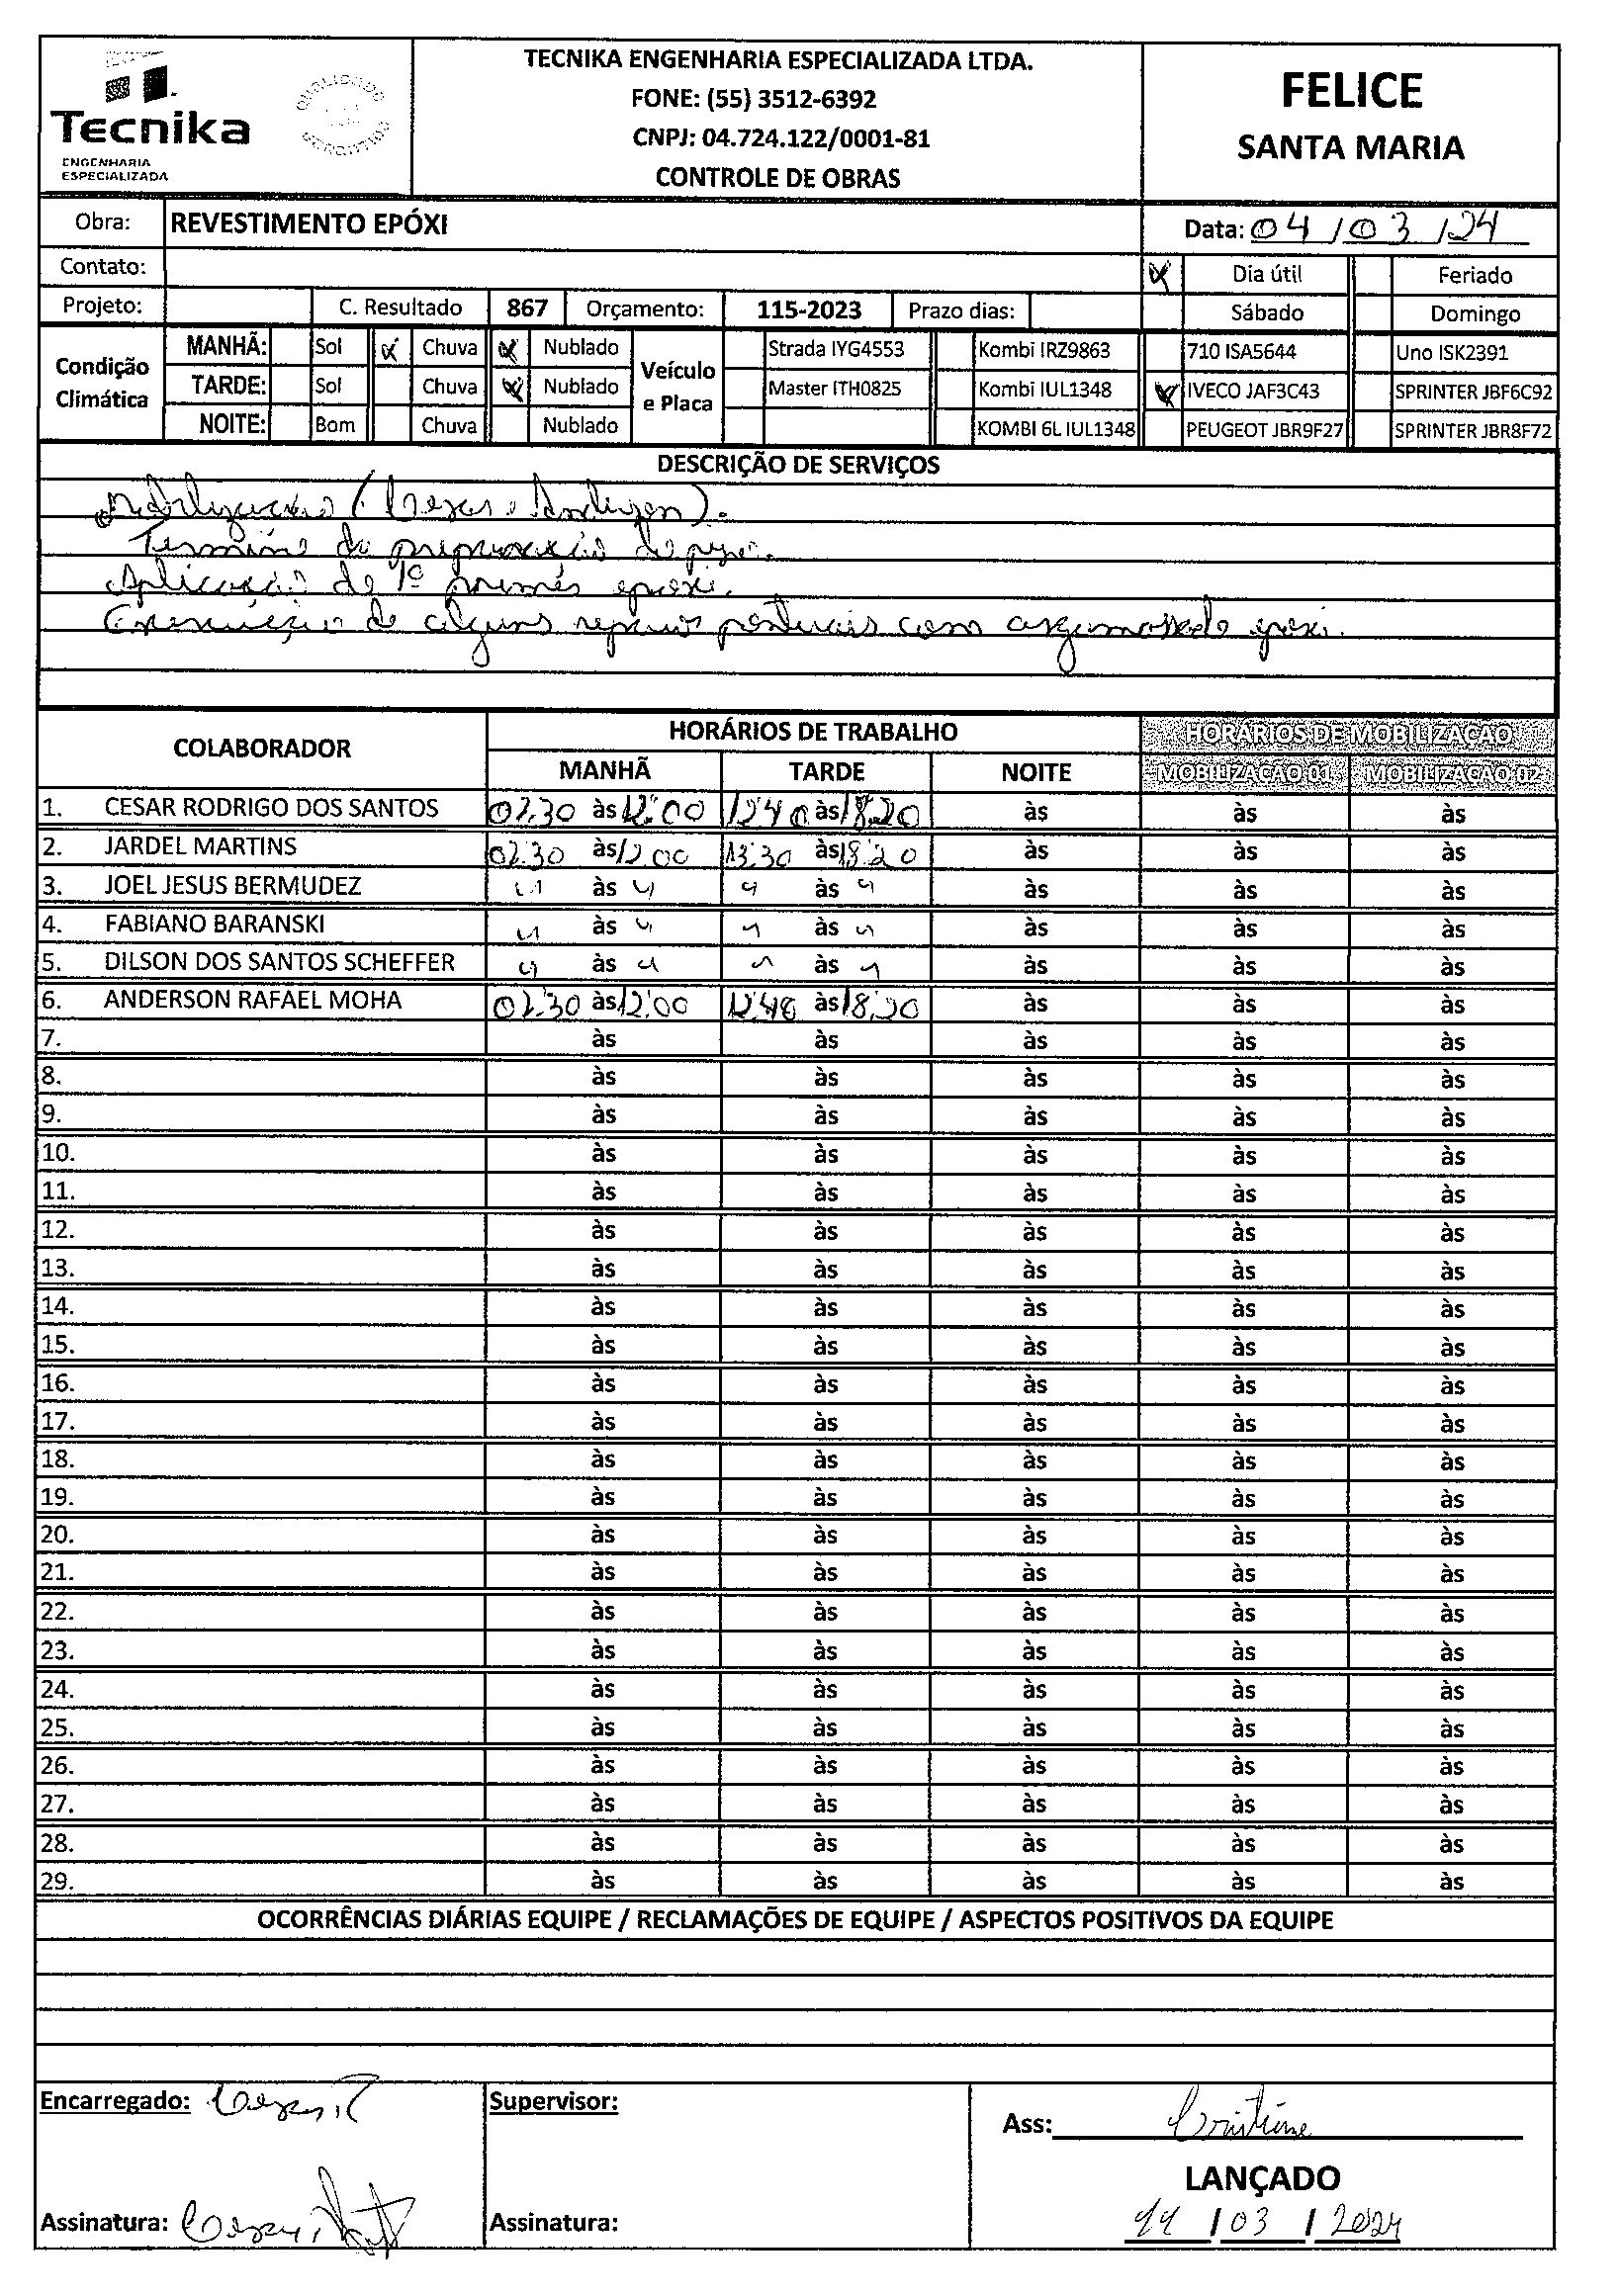 Tecnika
ENGENHARIA
ESPECIALIZADA
TECNIKA ENGENHARIA ESPECIALIZADA LTDA.
FONE: (55) 3512-6392
CNPJ: 04.724.122/0001-81
CONTROLE DE OBRAS
FELICE
SANTA MARIA
Obra: REVESTIMENTO EPÓXI
Data: 04/03/24
Contato:
Dia útil Feriado
Projeto: C. Resultado 867 Orçamento: 115-2023 Prazo dias: Sábado Domingo
Condição Climática
MANHÃ: Sol Chuva Nublado
TARDE: Sol Chuva Nublado
NOITE: Bom Chuva Nublado
Veículo e Placa
Strada IYG4553 Kombi IRZ9863 710 ISA5644 Uno ISK2391
Master ITH0825 Kombi IUL1348 IVECO JAF3C43 SPRINTER JBF6C92
KOMBI 6L IUL1348 PEUGEOT JBR9F27 SPRINTER JBR8F72
DESCRIÇÃO DE SERVIÇOS
Mobilização (Cezar e Anderson).
Termino da preparação de piso.
Aplicação de 1º primer epoxi.
Execução de alguns reparos pontuais com argamassa de epoxi.
COLABORADOR HORÁRIOS DE TRABALHO HORÁRIOS DE MOBILIZAÇÃO
MANHÃ TARDE NOITE MOBILIZAÇÃO 01 MOBILIZAÇÃO 02
1. CESAR RODRIGO DOS SANTOS 07:30 às 12:00 1240 às 18:20 às às às
2. JARDEL MARTINS 07:30 às 12:00 13:30 às 18:20 às às às
3. JOEL JESUS BERMUDEZ " às " " às " às às às
4. FABIANO BARANSKI " às " " às " às às às
5. DILSON DOS SANTOS SCHEFFER " às " " às " às às às
6. ANDERSON RAFAEL MOHA 07:30 às 12:00 12:40 às 18:20 às às às
7. às às às às às
8. às às às às às
9. às às às às às
10. às às às às às
11. às às às às às
12. às às às às às
13. às às às às às
14. às às às às às
15. às às às às às
16. às às às às às
17. às às às às às
18. às às às às às
19. às às às às às
20. às às às às às
21. às às às às às
22. às às às às às
23. às às às às às
24. às às às às às
25. às às às às às
26. às às às às às
27. às às às às às
28. às às às às às
29. às às às às às
OCORRÊNCIAS DIÁRIAS EQUIPE / RECLAMAÇÕES DE EQUIPE / ASPECTOS POSITIVOS DA EQUIPE
Encarregado:
Supervisor:
Ass: Cristine
LANÇADO
Assinatura:
Assinatura:
11/03/2024